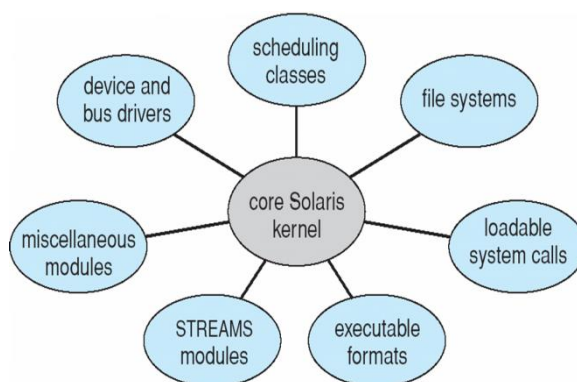 scheduling
classes
device and
bus drivers
file systems
core Solaris
kernel
miscellaneous
modules
loadable
system calls
STREAMS
modules
executable
formats